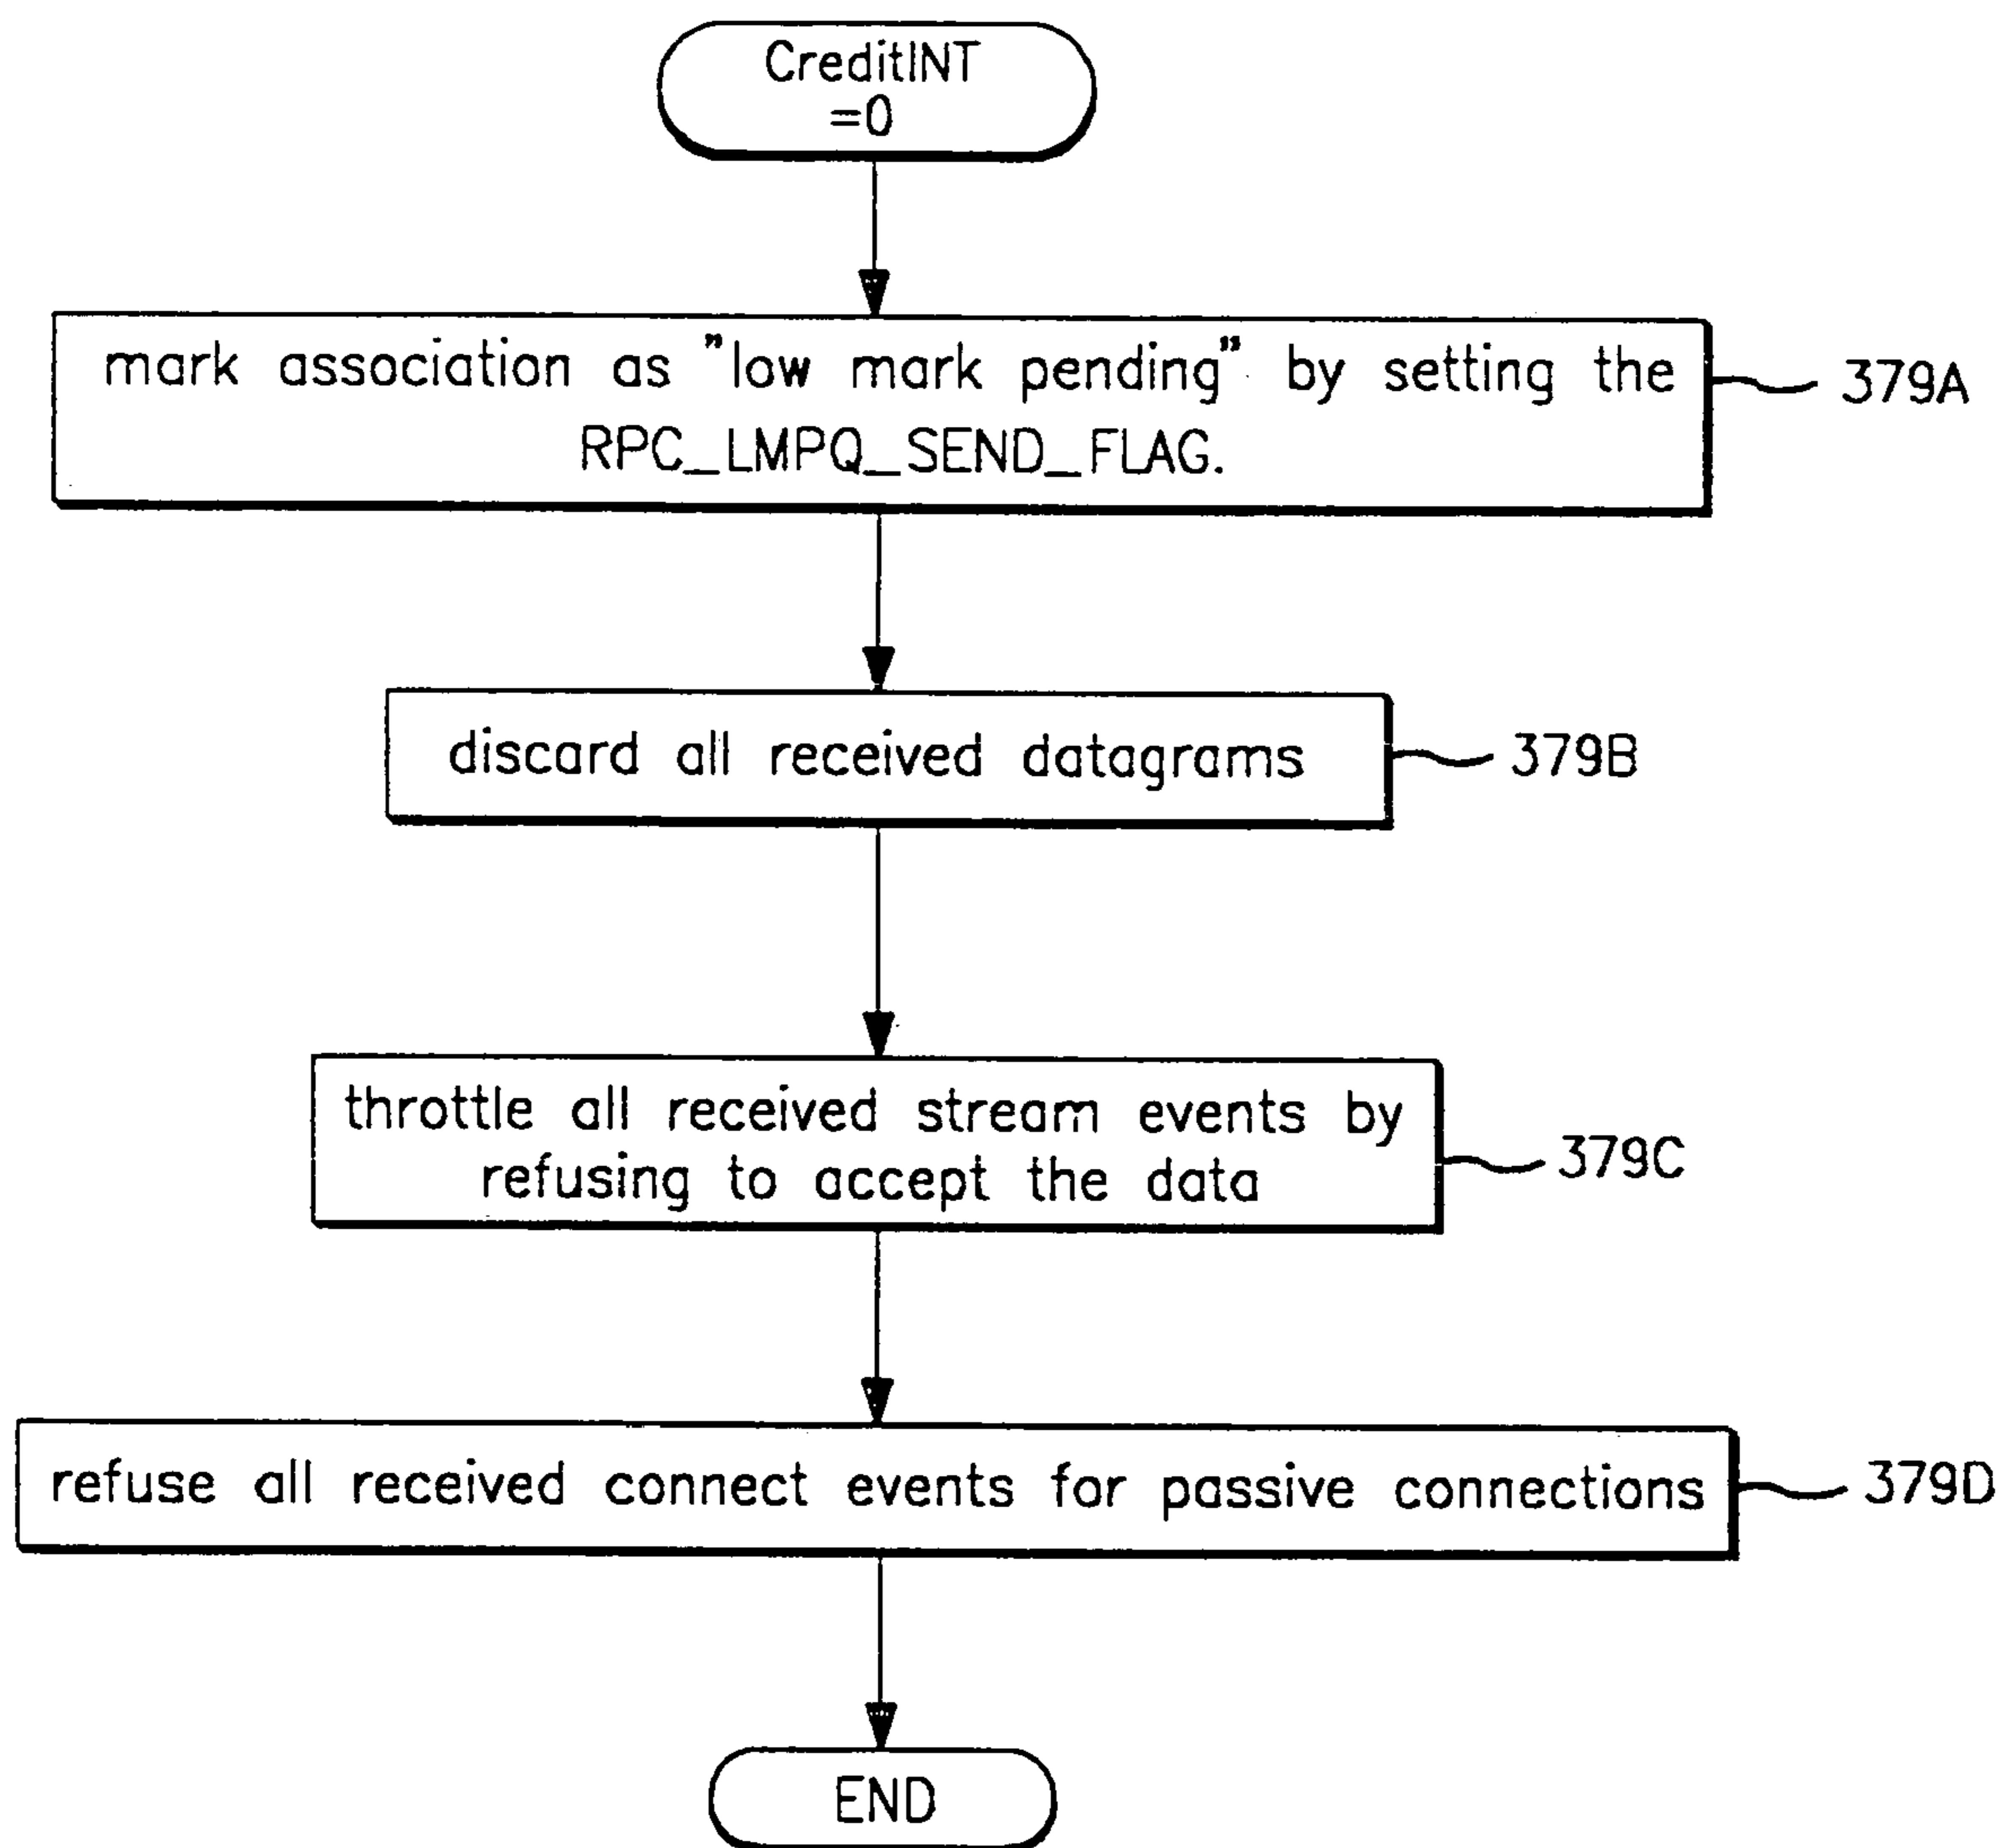 CreditINT
=0
mark association as "low mark pending" by setting the
RPC_LMPQ_SEND_FLAG.
379A
discard all received datagrams
379B
throttle all received stream events by
refusing to accept the data
379C
refuse all received connect events for passive connections
379D
END